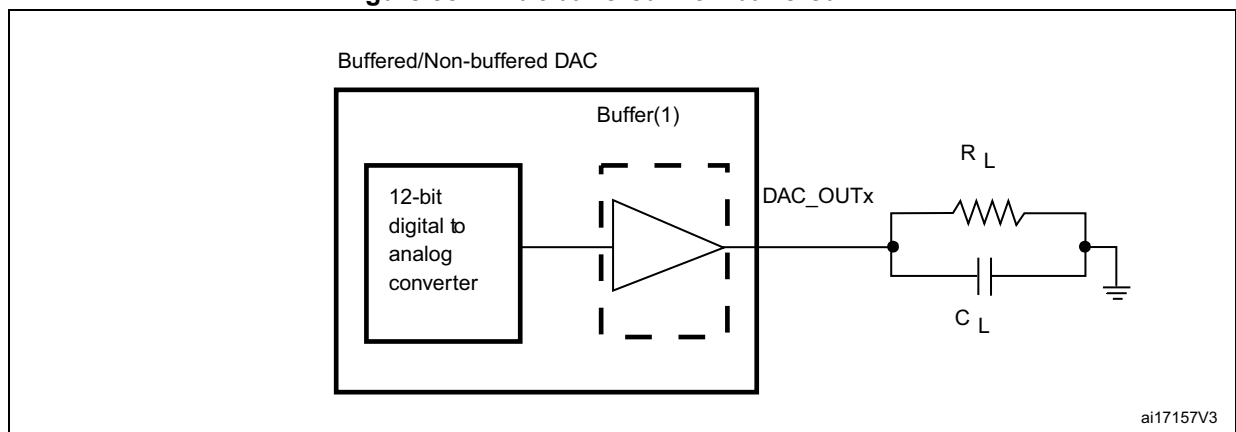 Buffered/Non-buffered DAC
Buffer(1)
12-bit
digital to
analog
converter
DAC_OUTx
R L
C L
ai17157V3